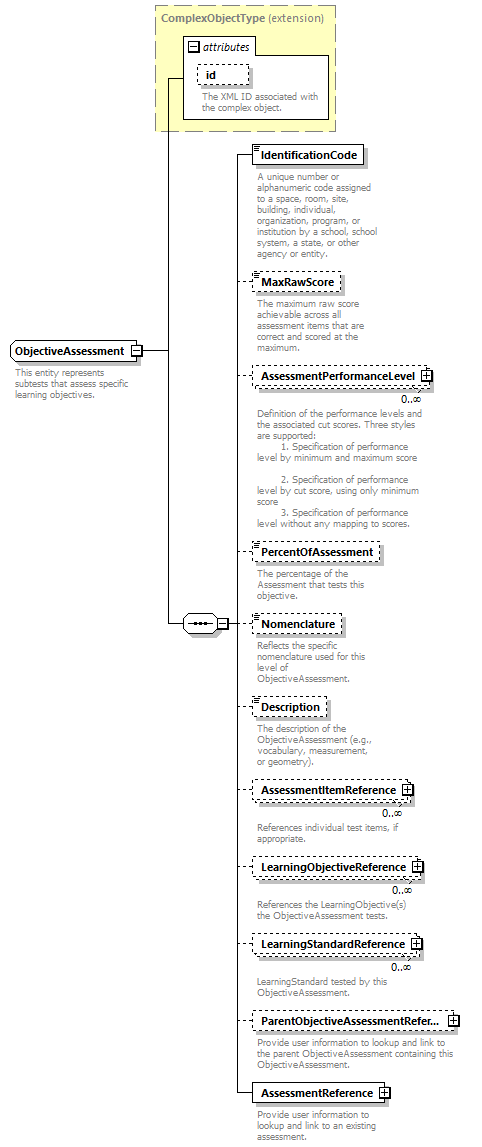 ComplexObjectType (extension)
attributes
id
The XML ID associated with
the complex object.
IdentificationCode
A unique number or
alphanumeric code assigned
to a space, room, site,
building, individual,
organization, program, or
institution by a school, school
system, a state, or other
agency or entity.
MaxRawScore
The maximum raw score
achievable across all
assessment items that are
correct and scored at the
maximum.
ObjectiveAssessment
This entity represents
subtests that assess specific
learning objectives.
AssessmentPerformanceLevel
0..∞
Definition of the performance levels and
the associated cut scores. Three styles
are supported:
1. Specification of performance
level by minimum and maximum score
2. Specification of performance
level by cut score, using only minimum
score
3. Specification of performance
level without any mapping to scores.
PercentOfAssessment
The percentage of the
Assessment that tests this
objective.
Nomenclature
Reflects the specific
nomenclature used for this
level of
ObjectiveAssessment.
Description
The description of the
ObjectiveAssessment (e.g.,
vocabulary, measurement,
or geometry).
AssessmentItemReference
0..∞
References individual test items, if
appropriate.
LearningObjectiveReference
0..∞
References the LearningObjective(s)
the ObjectiveAssessment tests.
LearningStandardReference
0..∞
LearningStandard tested by this
ObjectiveAssessment.
ParentObjectiveAssessmentRefer...
Provide user information to lookup and link to
the parent ObjectiveAssessment containing this
ObjectiveAssessment.
AssessmentReference
Provide user information to
lookup and link to an existing
assessment.